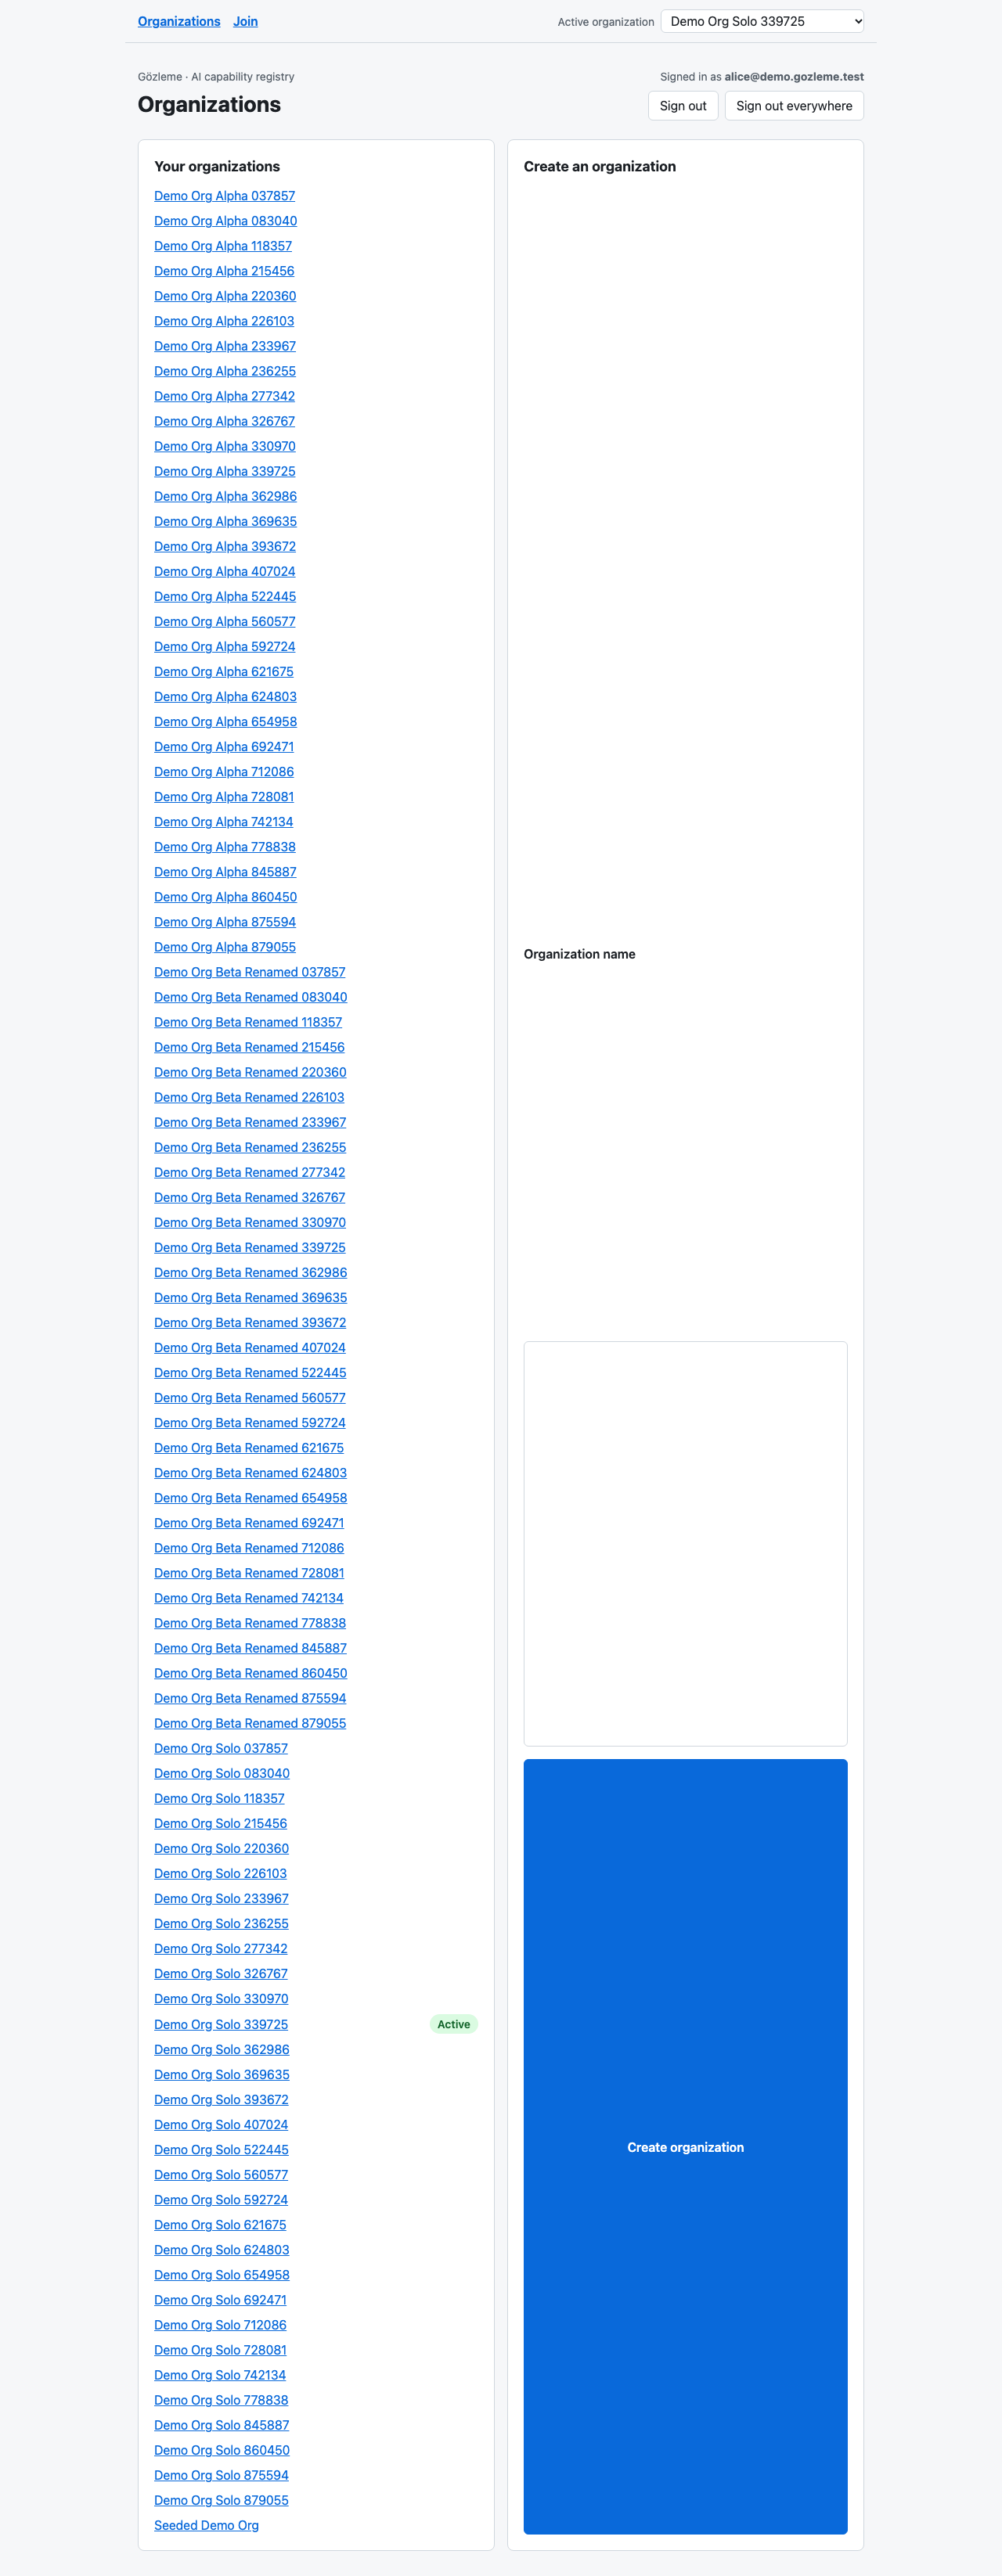 Organizations Join Active organization Demo Org Solo 339725
Gözleme · AI capability registry Signed in as alice@demo.gozleme.test
Organizations Sign out Sign out everywhere
Your organizations
Demo Org Alpha 037857
Demo Org Alpha 083040
Demo Org Alpha 118357
Demo Org Alpha 215456
Demo Org Alpha 220360
Demo Org Alpha 226103
Demo Org Alpha 233967
Demo Org Alpha 236255
Demo Org Alpha 277342
Demo Org Alpha 326767
Demo Org Alpha 330970
Demo Org Alpha 339725
Demo Org Alpha 362986
Demo Org Alpha 369635
Demo Org Alpha 393672
Demo Org Alpha 407024
Demo Org Alpha 522445
Demo Org Alpha 560577
Demo Org Alpha 592724
Demo Org Alpha 621675
Demo Org Alpha 624803
Demo Org Alpha 654958
Demo Org Alpha 692471
Demo Org Alpha 712086
Demo Org Alpha 728081
Demo Org Alpha 742134
Demo Org Alpha 778838
Demo Org Alpha 845887
Demo Org Alpha 860450
Demo Org Alpha 875594
Demo Org Alpha 879055
Demo Org Beta Renamed 037857
Demo Org Beta Renamed 083040
Demo Org Beta Renamed 118357
Demo Org Beta Renamed 215456
Demo Org Beta Renamed 220360
Demo Org Beta Renamed 226103
Demo Org Beta Renamed 233967
Demo Org Beta Renamed 236255
Demo Org Beta Renamed 277342
Demo Org Beta Renamed 326767
Demo Org Beta Renamed 330970
Demo Org Beta Renamed 339725
Demo Org Beta Renamed 362986
Demo Org Beta Renamed 369635
Demo Org Beta Renamed 393672
Demo Org Beta Renamed 407024
Demo Org Beta Renamed 522445
Demo Org Beta Renamed 560577
Demo Org Beta Renamed 592724
Demo Org Beta Renamed 621675
Demo Org Beta Renamed 624803
Demo Org Beta Renamed 654958
Demo Org Beta Renamed 692471
Demo Org Beta Renamed 712086
Demo Org Beta Renamed 728081
Demo Org Beta Renamed 742134
Demo Org Beta Renamed 778838
Demo Org Beta Renamed 845887
Demo Org Beta Renamed 860450
Demo Org Beta Renamed 875594
Demo Org Beta Renamed 879055
Demo Org Solo 037857
Demo Org Solo 083040
Demo Org Solo 118357
Demo Org Solo 215456
Demo Org Solo 220360
Demo Org Solo 226103
Demo Org Solo 233967
Demo Org Solo 236255
Demo Org Solo 277342
Demo Org Solo 326767
Demo Org Solo 330970
Demo Org Solo 339725 Active
Demo Org Solo 362986
Demo Org Solo 369635
Demo Org Solo 393672
Demo Org Solo 407024
Demo Org Solo 522445
Demo Org Solo 560577
Demo Org Solo 592724
Demo Org Solo 621675
Demo Org Solo 624803
Demo Org Solo 654958
Demo Org Solo 692471
Demo Org Solo 712086
Demo Org Solo 728081
Demo Org Solo 742134
Demo Org Solo 778838
Demo Org Solo 845887
Demo Org Solo 860450
Demo Org Solo 875594
Demo Org Solo 879055
Seeded Demo Org
Create an organization
Organization name
Create organization